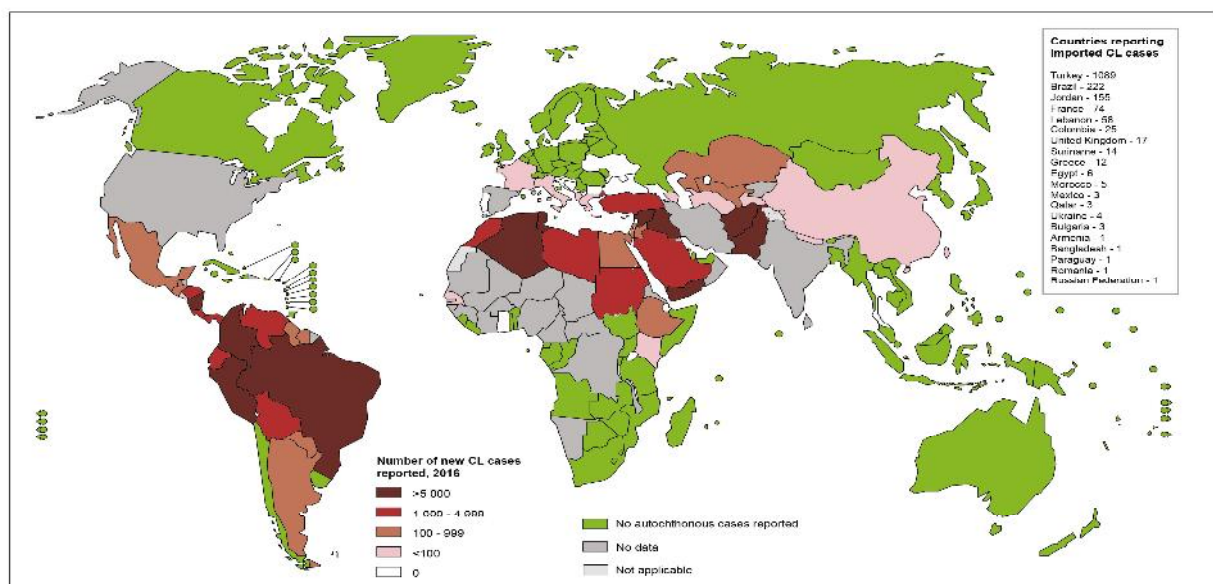 Countries reporting
imported CL cases
Turkey - 1089
Brazil - 222
Jordan - 155
France - 74
Lebanon - 58
Colombia - 25
United Kingdom - 17
Suriname - 14
Greece - 12
Egypt - 6
Morocco - 5
Mexico - 3
Qatar - 3
Ukraine - 4
Bulgaria - 3
Armenia - 1
Bangladesh - 1
Paraguay - 1
Romania - 1
Russian Federation - 1
Number of new CL cases
reported, 2016
>5 000
1 000 - 4 999
100 - 999
<100
0
No autochthonous cases reported
No data
Not applicable